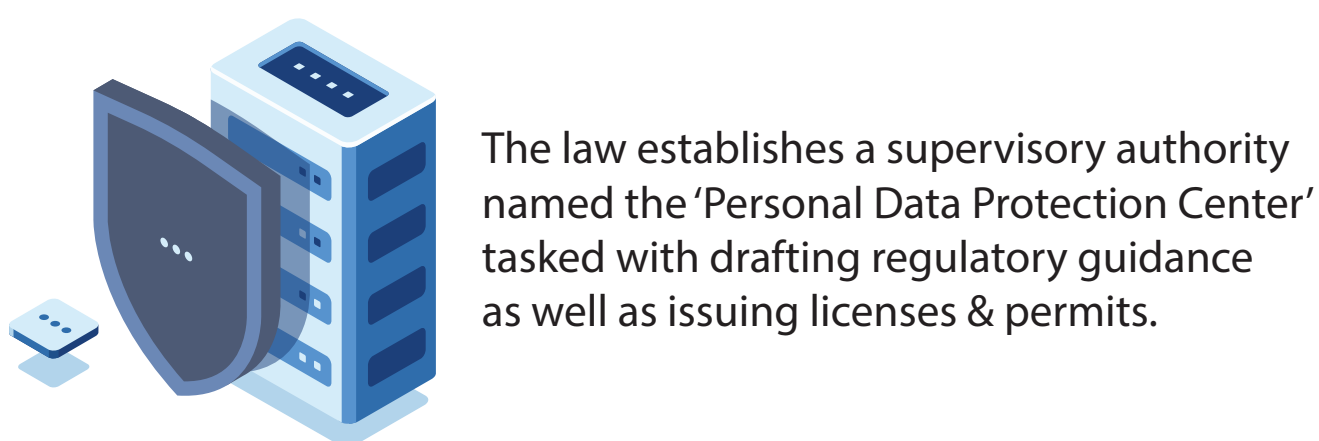 The law establishes a supervisory authority
named the ‘Personal Data Protection Center’
tasked with drafting regulatory guidance
as well as issuing licenses & permits.